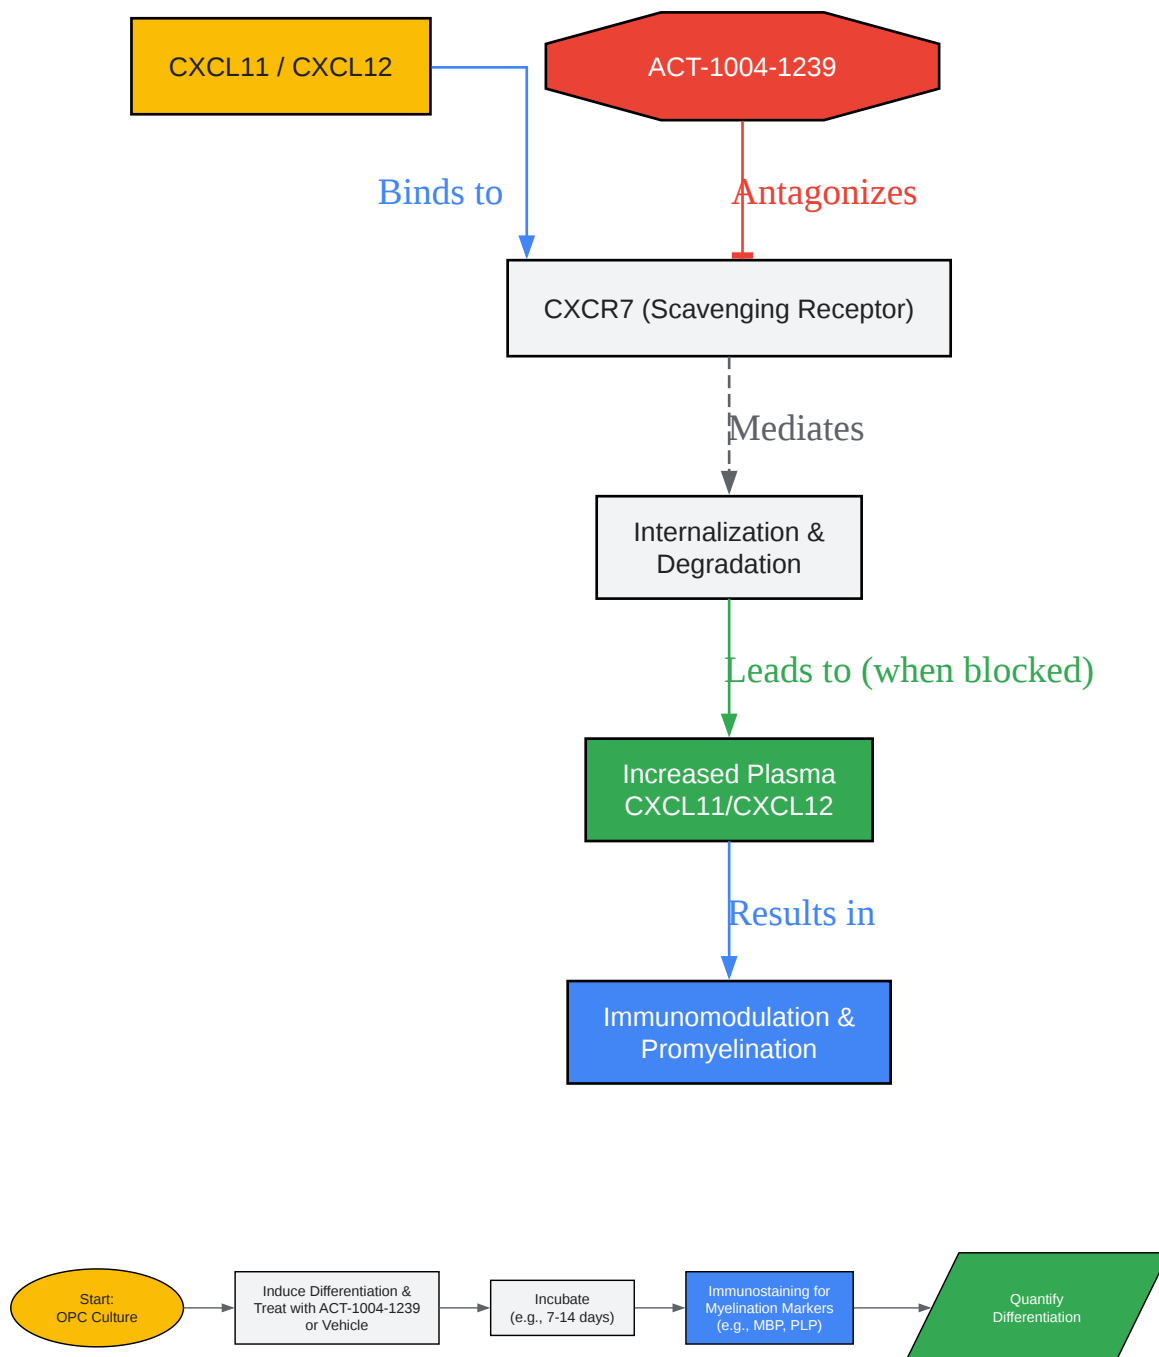 CXCL11 / CXCL12
ACT-1004-1239
Binds to
Antagonizes
CXCR7 (Scavenging Receptor)
Mediates
Internalization &
Degradation
Leads to (when blocked)
Increased Plasma
CXCL11/CXCL12
Results in
Immunomodulation &
Promyelination
Start:
OPC Culture
Induce Differentiation &
Treat with ACT-1004-1239
or Vehicle
Incubate
(e.g., 7-14 days)
Immunostaining for
Myelination Markers
(e.g., MBP, PLP)
Quantify
Differentiation